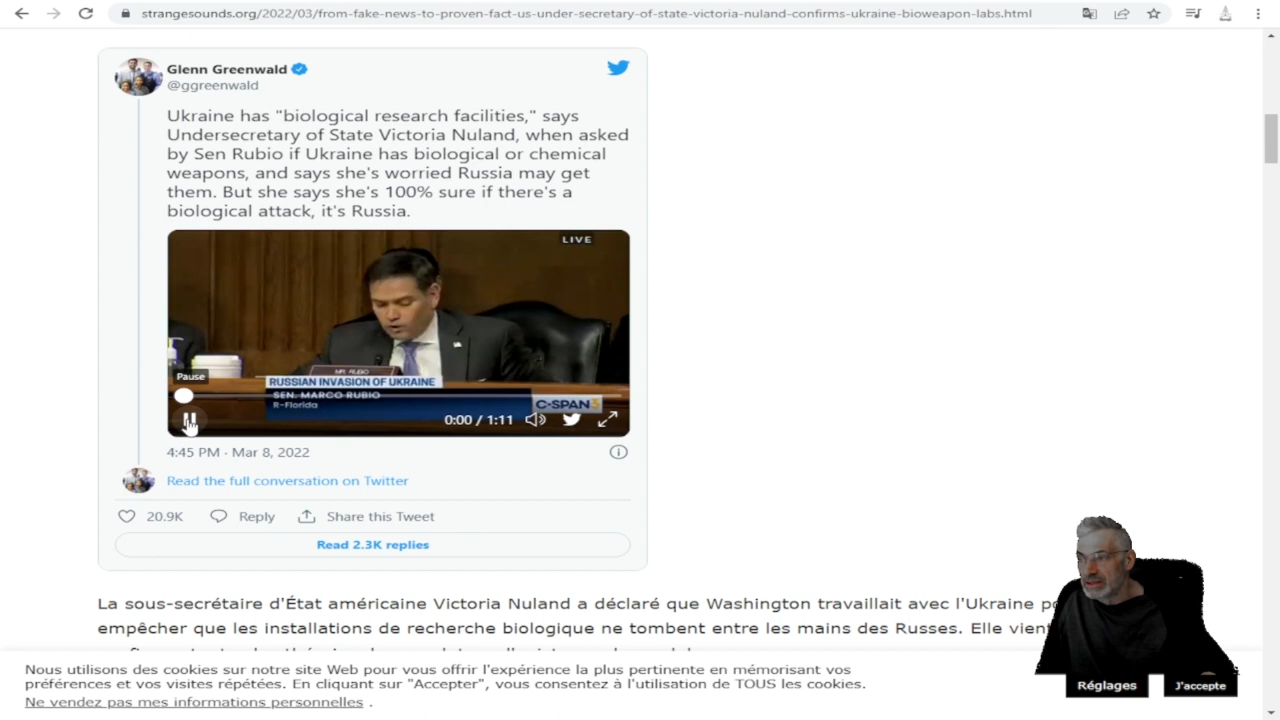 strangesounds.org/2022/03/from-fake-news-to-proven-fact-us-under-secretary-of-state-victoria-nuland-confirms-ukraine-bioweapon-labs.html
Glenn Greenwald
@ggreenwald
Ukraine has "biological research facilities," says
Undersecretary of State Victoria Nuland, when asked
by Sen Rubio if Ukraine has biological or chemical
weapons, and says she's worried Russia may get
them. But she says she's 100% sure if there's a
biological attack, it's Russia.
LIVE
MR. RUBIO
Pause
RUSSIAN INVASION OF UKRAINE
SEN. MARCO RUBIO
R-Florida
C-SPAN3
0:00 / 1:11
4:45 PM · Mar 8, 2022
Read the full conversation on Twitter
20.9K Reply Share this Tweet
Read 2.3K replies
La sous-secrétaire d'État américaine Victoria Nuland a déclaré que Washington travaillait avec l'Ukraine
empêcher que les installations de recherche biologique ne tombent entre les mains des Russes. Elle vient
Nous utilisons des cookies sur notre site Web pour vous offrir l'expérience la plus pertinente en mémorisant vos
préférences et vos visites répétées. En cliquant sur "Accepter", vous consentez à l'utilisation de TOUS les cookies.
Ne vendez pas mes informations personnelles .
Réglages
J'accepte